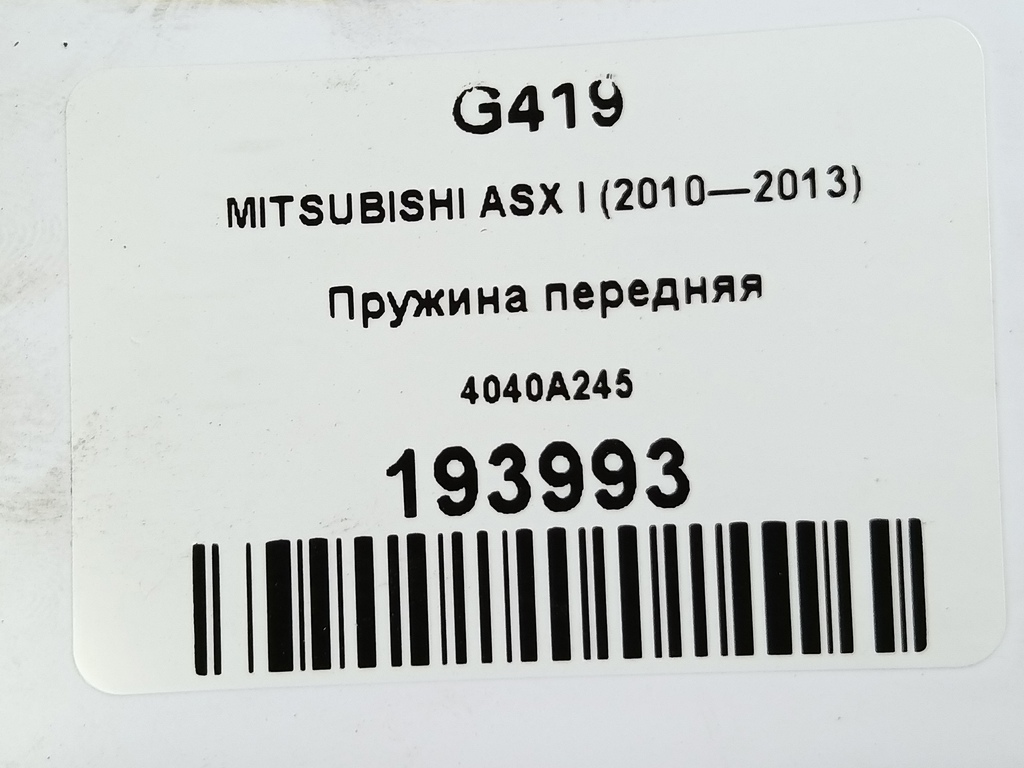 G419
MITSUBISHI ASX I (2010—2013)
Пружина передняя
4040A245
193993